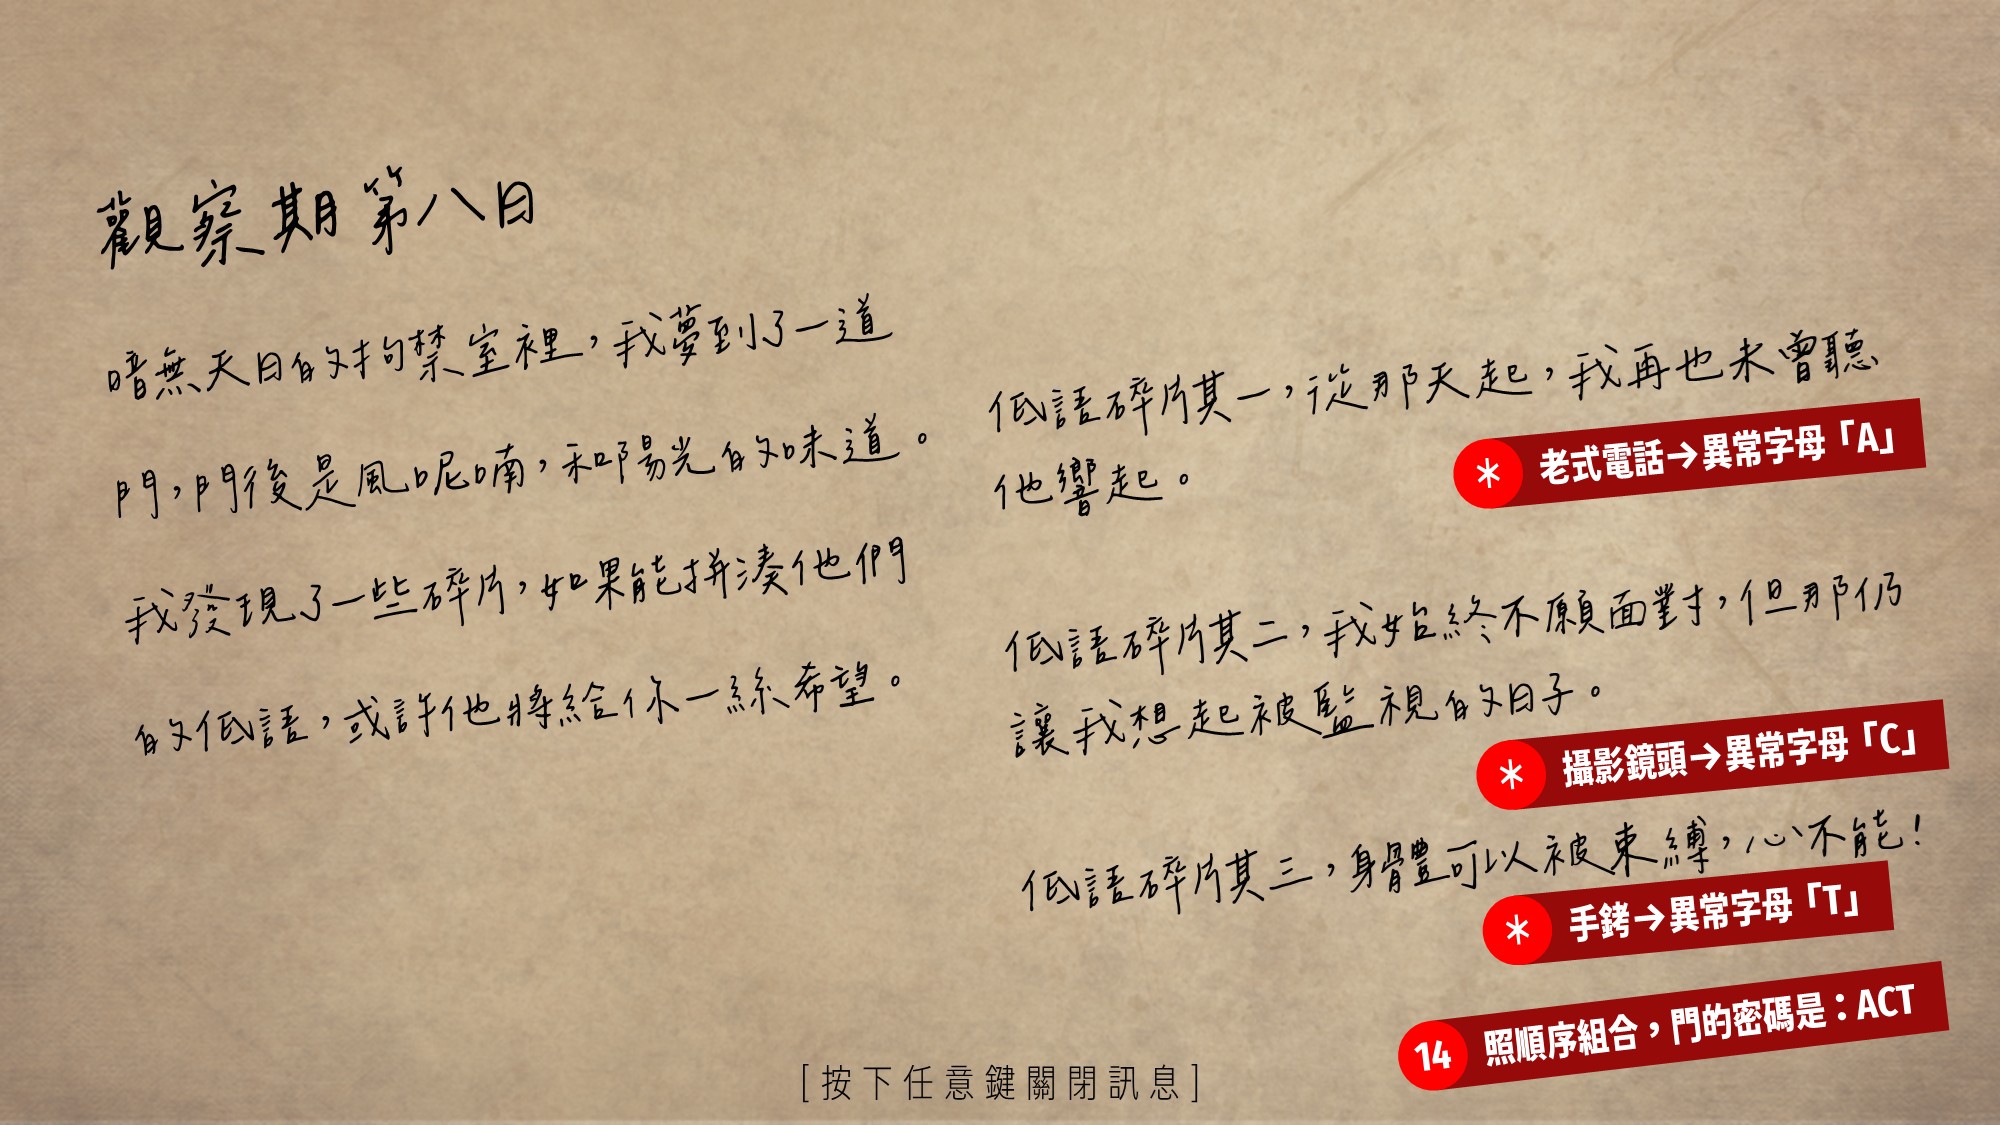 觀察期第八日
暗無天日的拘禁室裡，我夢到了一道
門，門後是風呢喃，和陽光的味道。
我發現了一些碎片，如果能拼湊他們
的低語，或許他將給你一絲希望。
低語碎片其一，從那天起，我再也未曾聽
他響起。
* 老式電話→異常字母「A」
低語碎片其二，我始終不願面對，但那仍
讓我想起被監視的日子。
* 攝影鏡頭→異常字母「C」
低語碎片其三，身體可以被束縛，心不能！
* 手銬→異常字母「T」
14 照順序組合，門的密碼是：ACT
[按下任意鍵關閉訊息]